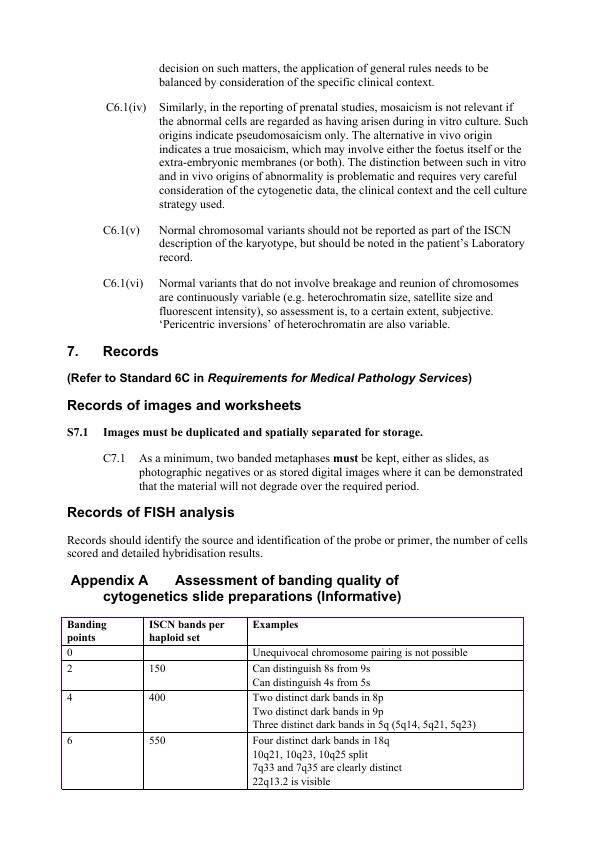 decision on such matters, the application of general rules needs to be
balanced by consideration of the specific clinical context.
C6.1(iv) Similarly, in the reporting of prenatal studies, mosaicism is not relevant if
the abnormal cells are regarded as having arisen during in vitro culture. Such
origins indicate pseudomosaicism only. The alternative in vivo origin
indicates a true mosaicism, which may involve either the foetus itself or the
extra-embryonic membranes (or both). The distinction between such in vitro
and in vivo origins of abnormality is problematic and requires very careful
consideration of the cytogenetic data, the clinical context and the cell culture
strategy used.
C6.1(v) Normal chromosomal variants should not be reported as part of the ISCN
description of the karyotype, but should be noted in the patient's Laboratory
record.
C6.1(vi) Normal variants that do not involve breakage and reunion of chromosomes
are continuously variable (e.g. heterochromatin size, satellite size and
fluorescent intensity), so assessment is, to a certain extent, subjective.
‘Pericentric inversions’ of heterochromatin are also variable.
7. Records
(Refer to Standard 6C in Requirements for Medical Pathology Services)
Records of images and worksheets
S7.1 Images must be duplicated and spatially separated for storage.
C7.1 As a minimum, two banded metaphases must be kept, either as slides, as
photographic negatives or as stored digital images where it can be demonstrated
that the material will not degrade over the required period.
Records of FISH analysis
Records should identify the source and identification of the probe or primer, the number of cells
scored and detailed hybridisation results.
Appendix A Assessment of banding quality of
cytogenetics slide preparations (Informative)
Banding ISCN bands per Examples
points haploid set
0 Unequivocal chromosome pairing is not possible
2 150 Can distinguish 8s from 9s
Can distinguish 4s from 5s
4 400 Two distinct dark bands in 8p
Two distinct dark bands in 9p
Three distinct dark bands in 5q (5q14, 5q21, 5q23)
6 550 Four distinct dark bands in 18q
10q21, 10q23, 10q25 split
7q33 and 7q35 are clearly distinct
22q13.2 is visible